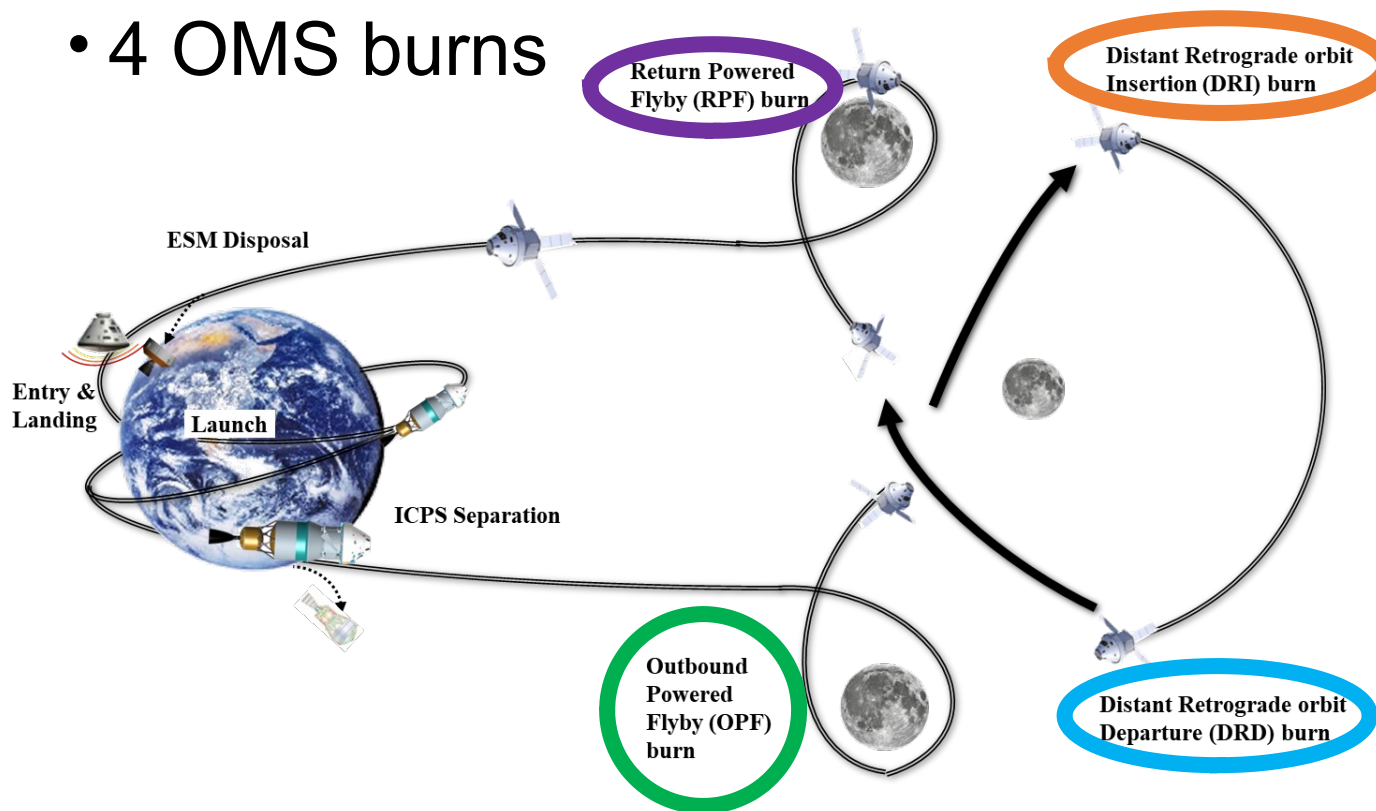 • 4 OMS burns
Return Powered
Flyby (RPF) burn
Distant Retrograde orbit
Insertion (DRI) burn
ESM Disposal
Entry &
Landing
Launch
ICPS Separation
Outbound
Powered
Flyby (OPF)
burn
Distant Retrograde orbit
Departure (DRD) burn